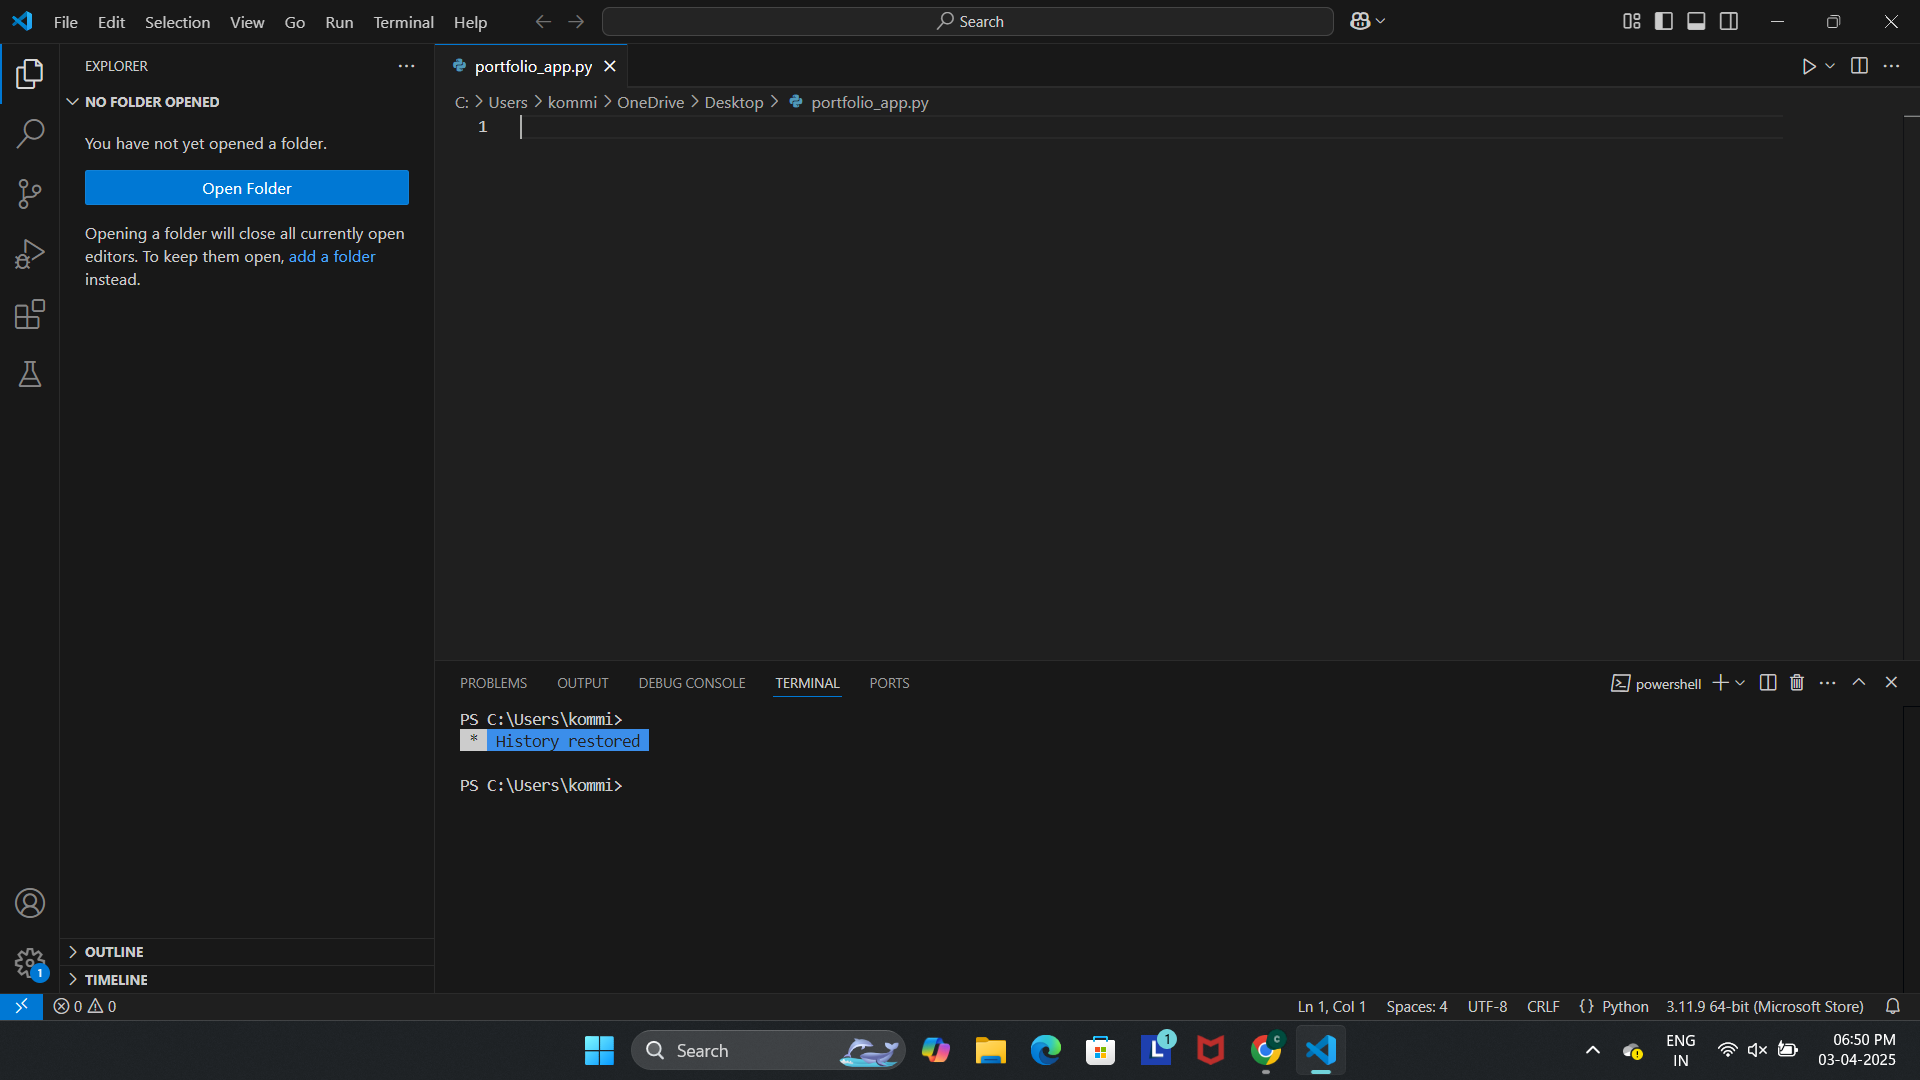 File Edit Selection View Go Run Terminal Help
Search
EXPLORER
NO FOLDER OPENED
You have not yet opened a folder.
Open Folder
Opening a folder will close all currently open
editors. To keep them open, add a folder
instead.
OUTLINE
TIMELINE
portfolio_app.py
C: > Users > kommi > OneDrive > Desktop > portfolio_app.py
1
PROBLEMS OUTPUT DEBUG CONSOLE TERMINAL PORTS
powershell
PS C:\Users\kommi>
* History restored
PS C:\Users\kommi>
1
0 0
Ln 1, Col 1 Spaces: 4 UTF-8 CRLF {} Python 3.11.9 64-bit (Microsoft Store)
Search
L 1
C
ENG
IN
06:50 PM
03-04-2025